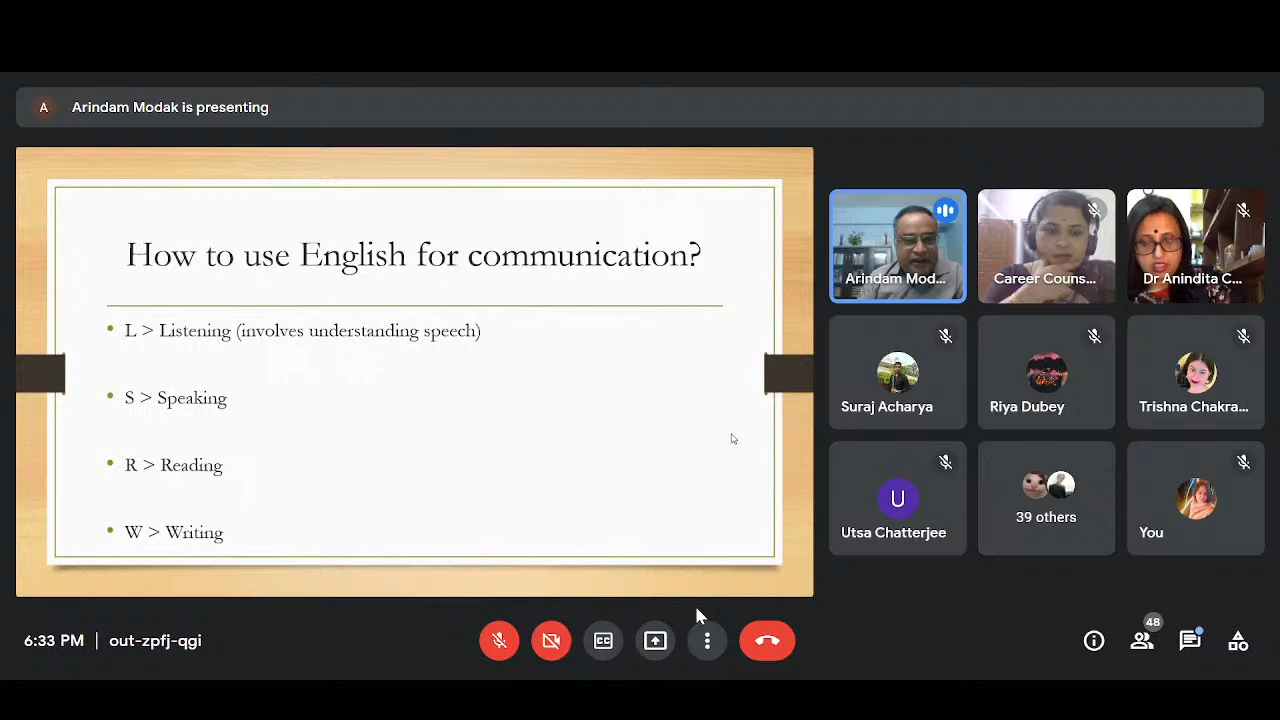 A
Arindam Modak is presenting
How to use English for communication?
L > Listening (involves understanding speech)
S > Speaking
R > Reading
W > Writing
Arindam Mod...
Career Couns...
Dr Anindita C...
Suraj Acharya
Riya Dubey
Trishna Chakra...
U
Utsa Chatterjee
39 others
You
6:33 PM | out-zpfj-qgi
CC
48